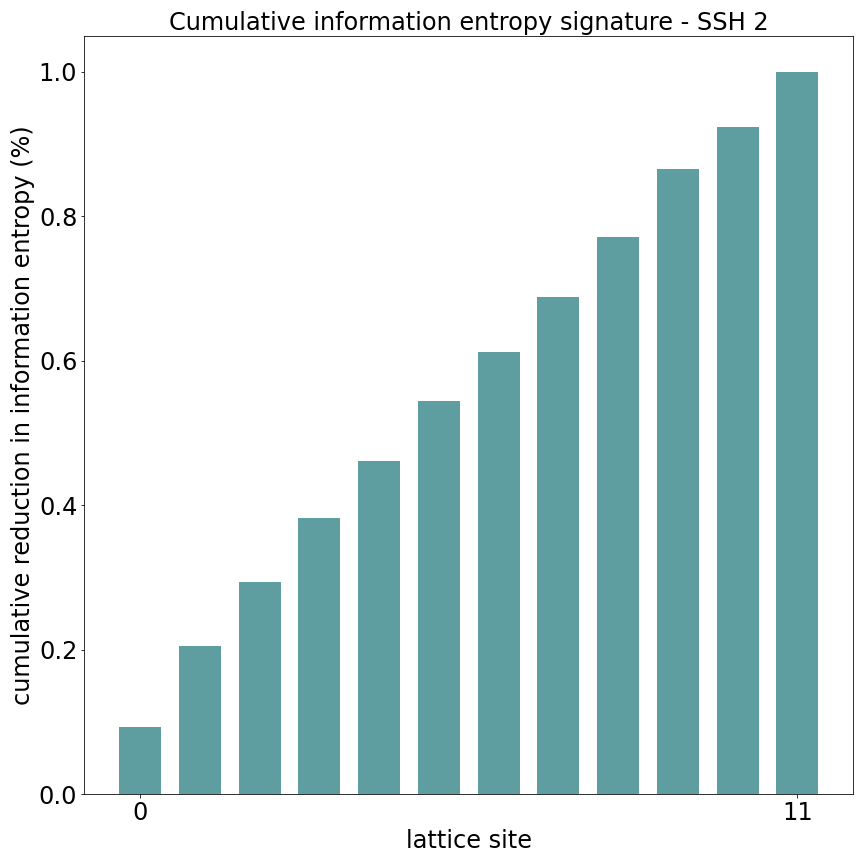 Cumulative information entropy signature - SSH 2
cumulative reduction in information entropy (%)
1.0
0.8
0.6
0.4
0.2
0.0
0 11
lattice site